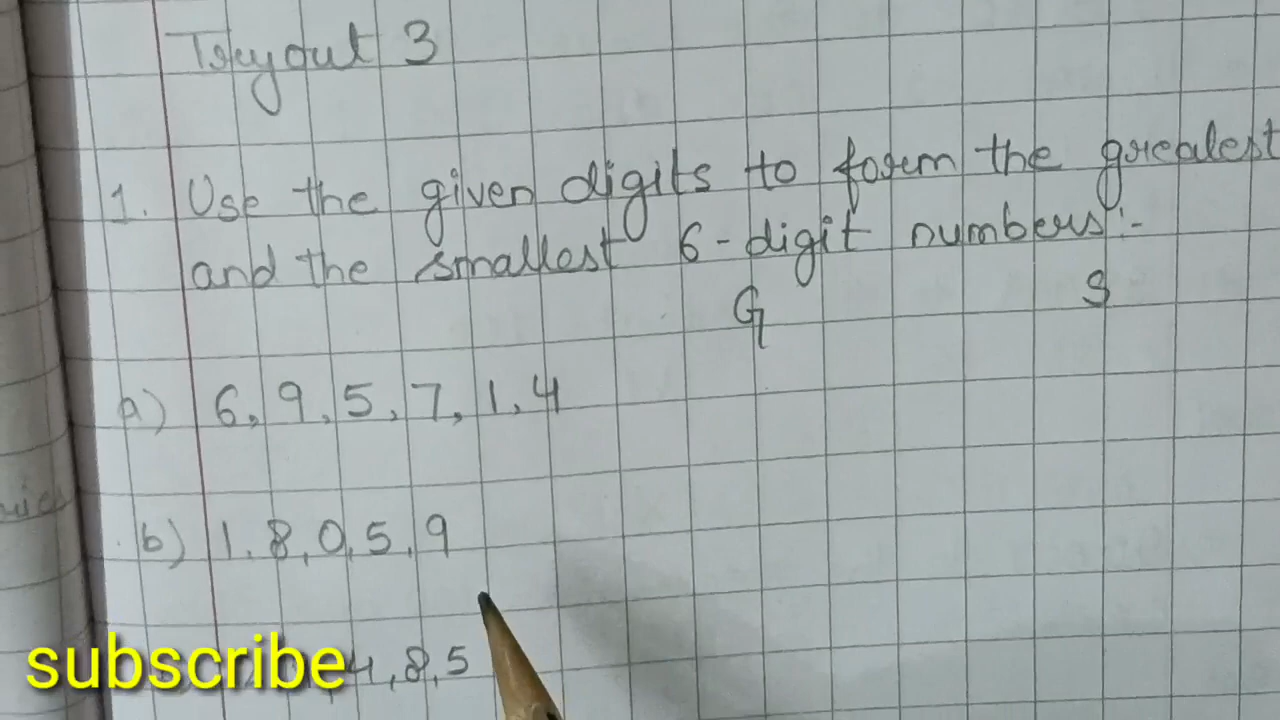 Tryout 3
1. Use the given digits to form the greatest
and the smallest 6-digit numbers:-
G S
a) 6, 9, 5, 7, 1, 4
b) 1, 8, 0, 5, 9
4, 8, 5
subscribe